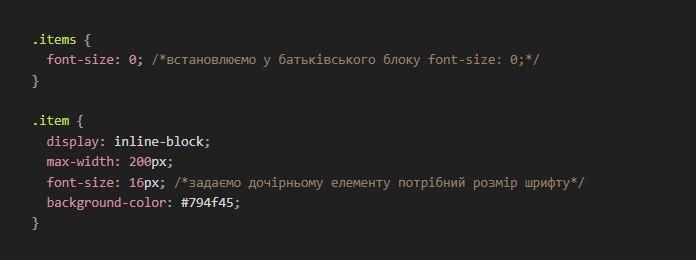 .items {
font-size: 0; /*встановлюємо у батьківського блоку font-size: 0;*/
}
.item {
display: inline-block;
max-width: 200px;
font-size: 16px; /*задаємо дочірньому елементу потрібний розмір шрифту*/
background-color: #794f45;
}